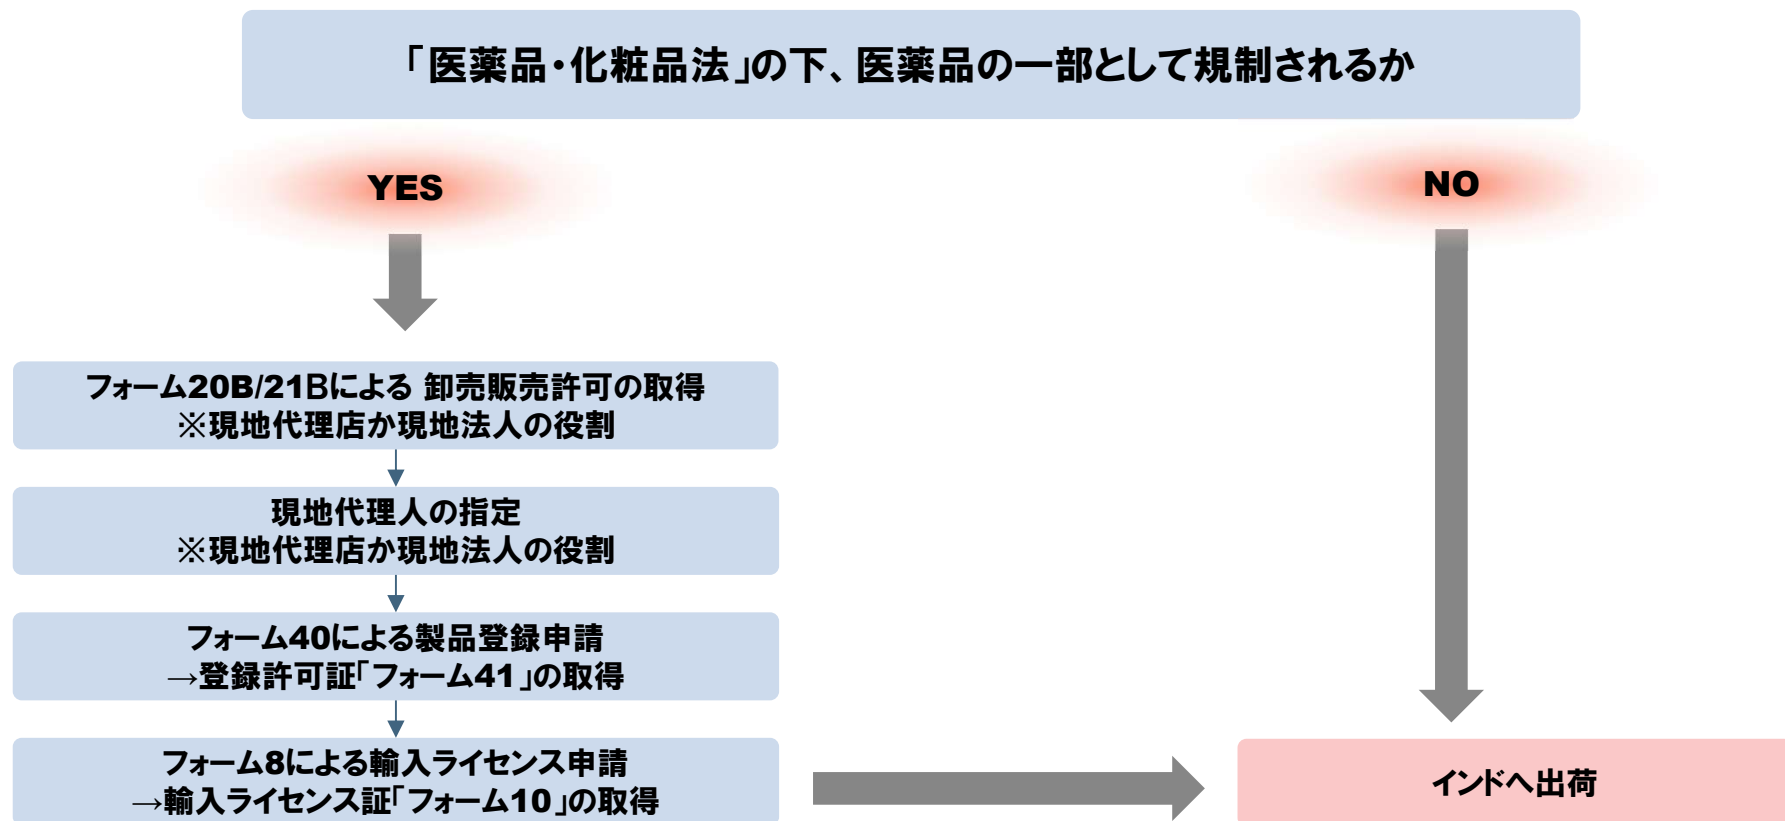 「医薬品・化粧品法」の下、医薬品の一部として規制されるか
YES
NO
フォーム20B/21Bによる 卸売販売許可の取得
※現地代理店か現地法人の役割
現地代理人の指定
※現地代理店か現地法人の役割
フォーム40による製品登録申請
→登録許可証「フォーム41」の取得
フォーム8による輸入ライセンス申請
→輸入ライセンス証「フォーム10」の取得
インドへ出荷